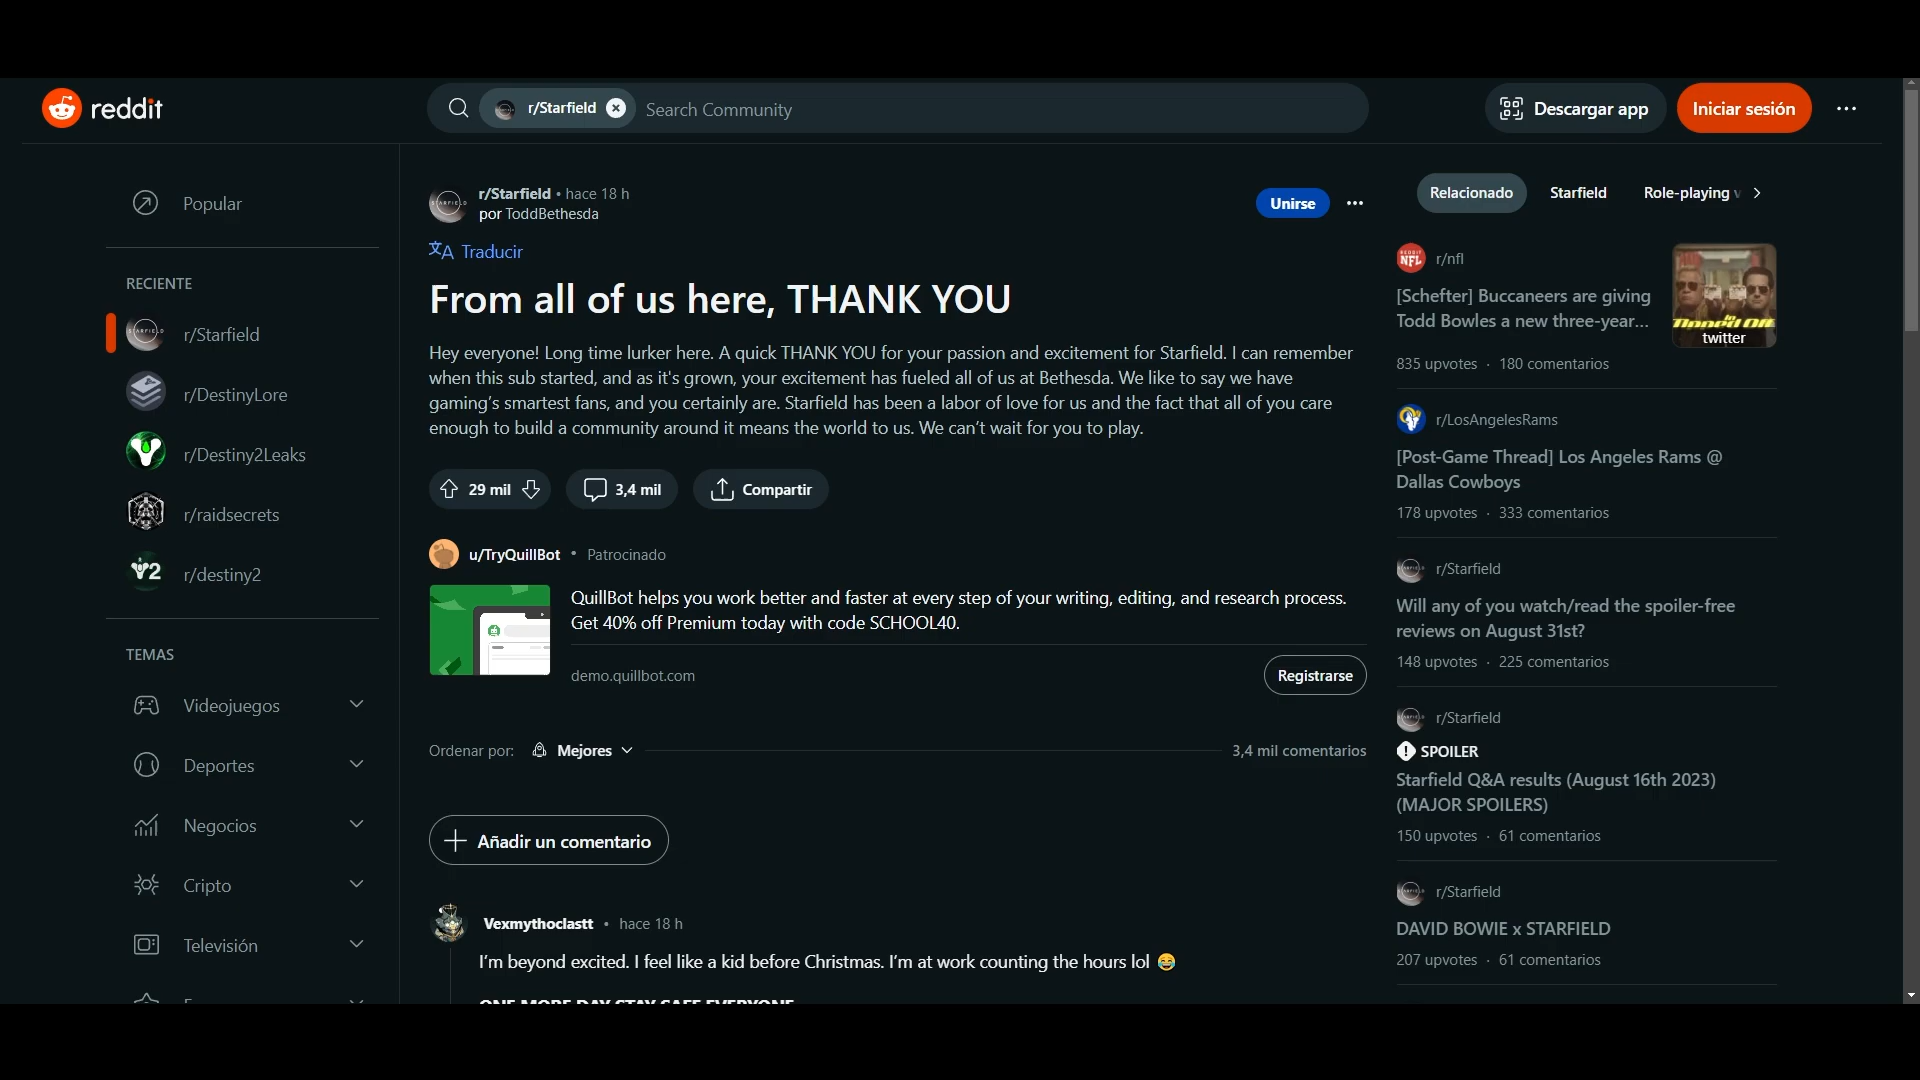 reddit
r/Starfield
Search Community
Descargar app
Iniciar sesión
Popular
RECIENTE
r/Starfield
r/DestinyLore
r/Destiny2Leaks
r/raidsecrets
r/destiny2
TEMAS
Videojuegos
Deportes
Negocios
Cripto
Televisión
r/Starfield • hace 18 h
por ToddBethesda
Unirse
Traducir
From all of us here, THANK YOU
Hey everyone! Long time lurker here. A quick THANK YOU for your passion and excitement for Starfield. I can remember
when this sub started, and as it's grown, your excitement has fueled all of us at Bethesda. We like to say we have
gaming’s smartest fans, and you certainly are. Starfield has been a labor of love for us and the fact that all of you care
enough to build a community around it means the world to us. We can’t wait for you to play.
29 mil
3,4 mil
Compartir
u/TryQuillBot • Patrocinado
QuillBot helps you work better and faster at every step of your writing, editing, and research process.
Get 40% off Premium today with code SCHOOL40.
demo.quillbot.com
Registrarse
Ordenar por: Mejores
3,4 mil comentarios
Añadir un comentario
Vexmythoclastt • hace 18 h
I’m beyond excited. I feel like a kid before Christmas. I’m at work counting the hours lol 😂
ONE MORE DAY STAY SAFE EVERYONE
Relacionado
Starfield
Role-playing
r/nfl
[Schefter] Buccaneers are giving
Todd Bowles a new three-year...
twitter
835 upvotes · 180 comentarios
r/LosAngelesRams
[Post-Game Thread] Los Angeles Rams @
Dallas Cowboys
178 upvotes · 333 comentarios
r/Starfield
Will any of you watch/read the spoiler-free
reviews on August 31st?
148 upvotes · 225 comentarios
r/Starfield
SPOILER
Starfield Q&A results (August 16th 2023)
(MAJOR SPOILERS)
150 upvotes · 61 comentarios
r/Starfield
DAVID BOWIE x STARFIELD
207 upvotes · 61 comentarios